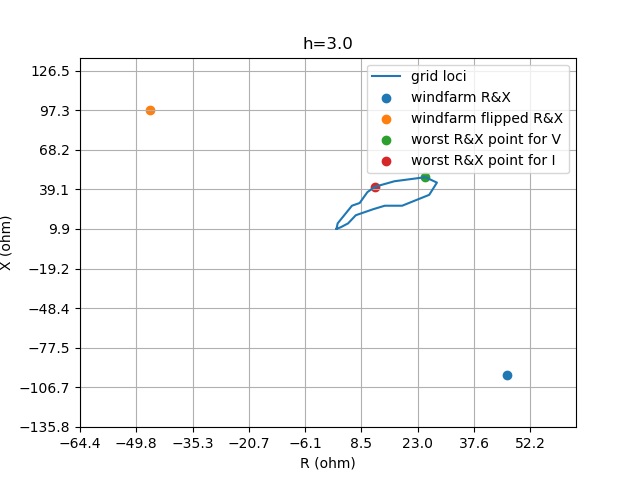 h=3.0
grid loci
windfarm R&X
windfarm flipped R&X
worst R&X point for V
worst R&X point for I
126.5
97.3
68.2
39.1
9.9
−19.2
−48.4
−77.5
−106.7
−135.8
X (ohm)
−64.4 −49.8 −35.3 −20.7 −6.1 8.5 23.0 37.6 52.2
R (ohm)